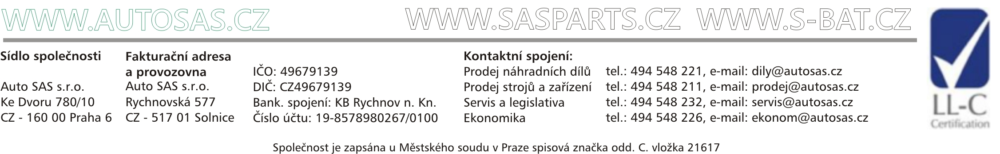 WWW.AUTOSAS.CZ
WWW.SASPARTS.CZ WWW.S-BAT.CZ
Sídlo společnosti
Auto SAS s.r.o.
Ke Dvoru 780/10
CZ - 160 00 Praha 6
Fakturační adresa
a provozovna
Auto SAS s.r.o.
Rychnovská 577
CZ - 517 01 Solnice
IČO: 49679139
DIČ: CZ49679139
Bank. spojení: KB Rychnov n. Kn.
Číslo účtu: 19-8578980267/0100
Kontaktní spojení:
Prodej náhradních dílů tel.: 494 548 221, e-mail: dily@autosas.cz
Prodej strojů a zařízení tel.: 494 548 211, e-mail: prodej@autosas.cz
Servis a legislativa tel.: 494 548 232, e-mail: servis@autosas.cz
Ekonomika tel.: 494 548 226, e-mail: ekonom@autosas.cz
LL-C
Certification
Společnost je zapsána u Městského soudu v Praze spisová značka odd. C. vložka 21617